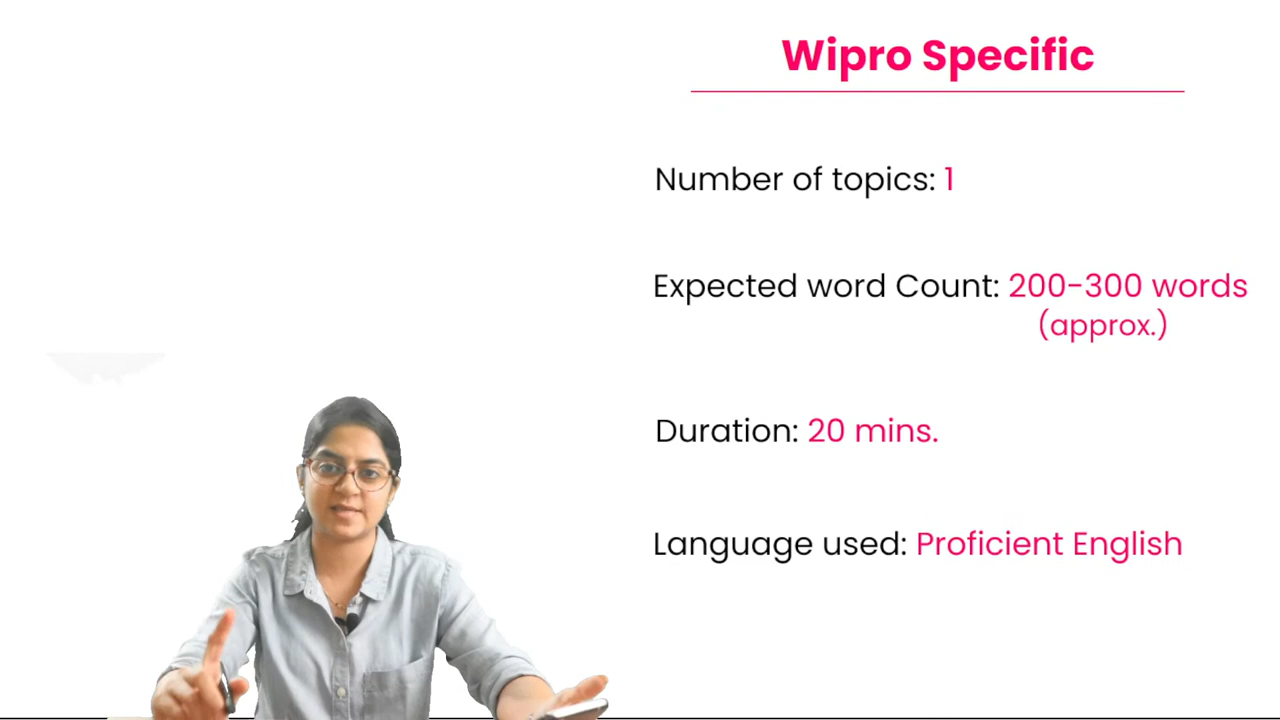 Wipro Specific
Number of topics: 1
Expected word Count: 200-300 words
(approx.)
Duration: 20 mins.
Language used: Proficient English